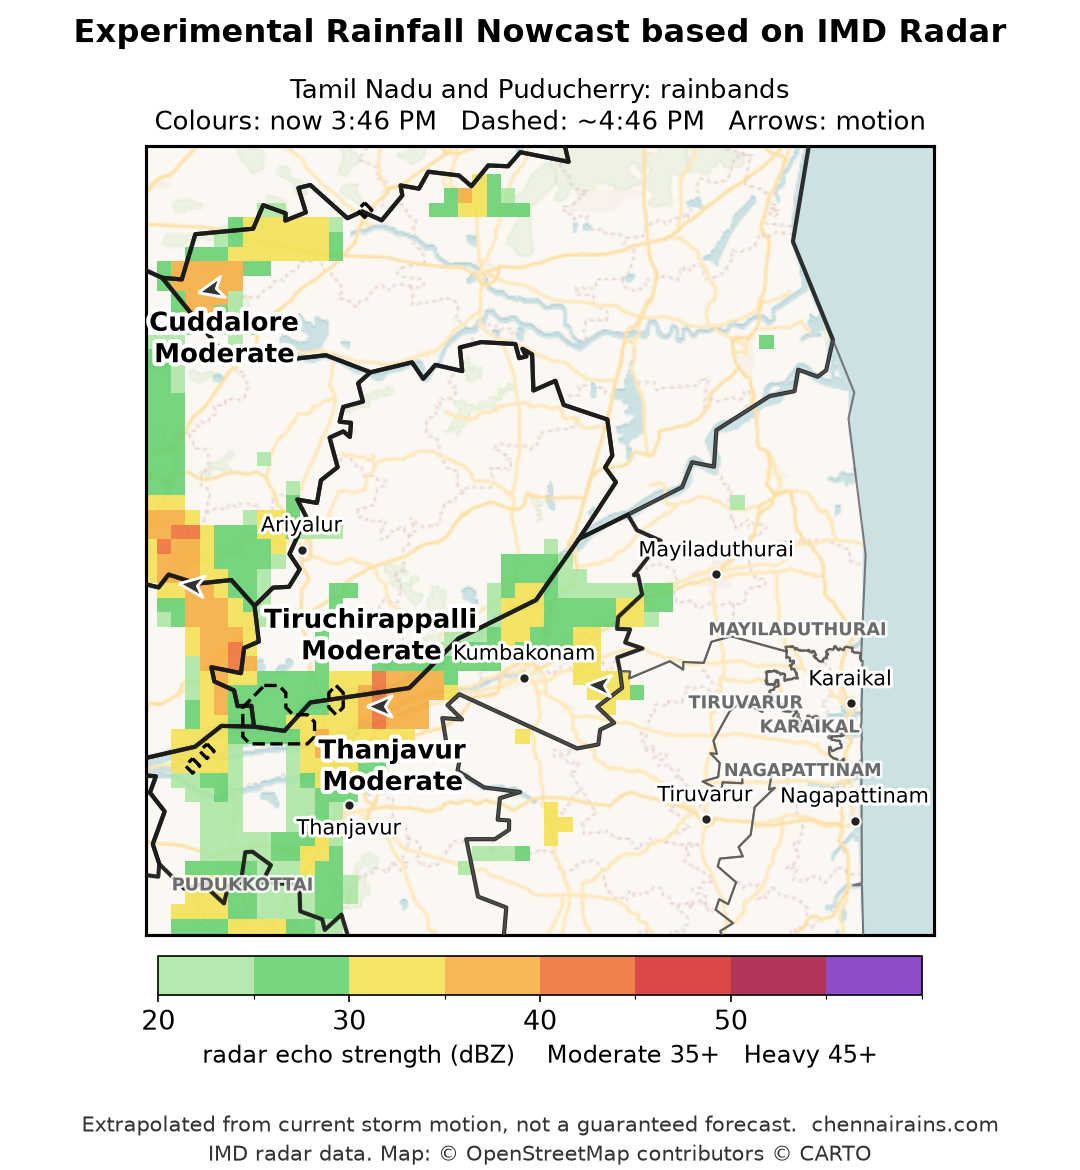 Experimental Rainfall Nowcast based on IMD Radar
Tamil Nadu and Puducherry: rainbands
Colours: now 3:46 PM   Dashed: ~4:46 PM   Arrows: motion
Cuddalore
Moderate
Ariyalur
Mayiladuthurai
Tiruchirappalli
Moderate
Kumbakonam
MAYILADUTHURAI
Karaikal
TIRUVARUR
KARAIKAL
Thanjavur
Moderate
NAGAPATTINAM
Tiruvarur
Nagapattinam
Thanjavur
PUDUKKOTTAI
20 30 40 50
radar echo strength (dBZ)   Moderate 35+   Heavy 45+
Extrapolated from current storm motion, not a guaranteed forecast.  chennairains.com
IMD radar data. Map: © OpenStreetMap contributors © CARTO